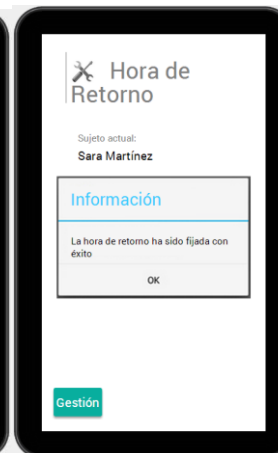 Hora de
Retorno
Sujeto actual:
Sara Martínez
Información
La hora de retorno ha sido fijada con
éxito
OK
Gestión